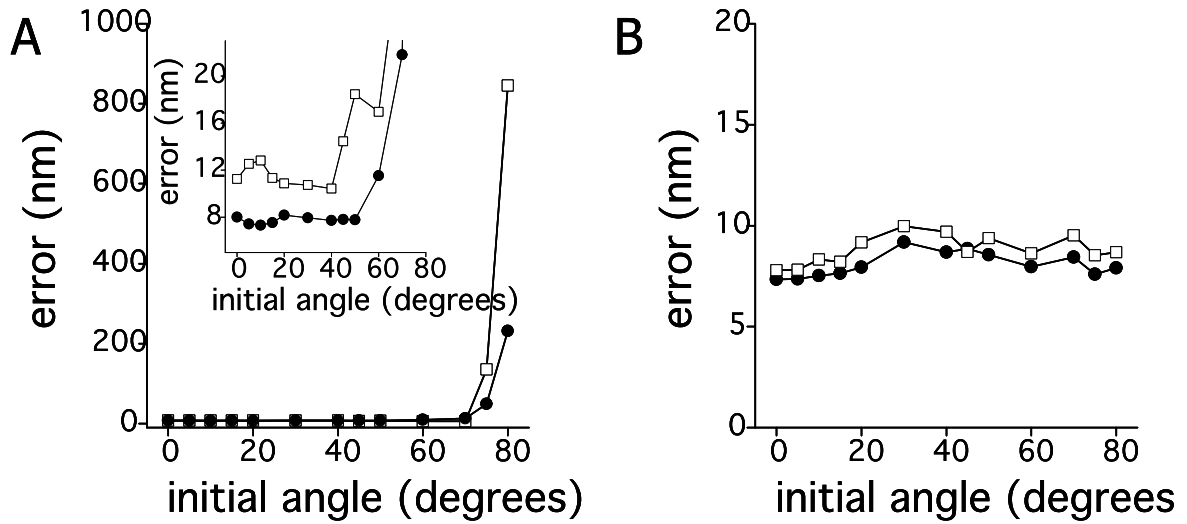 A
B
1000
800
600
400
200
0
error (nm)
0 20 40 60 80
initial angle (degrees)
20
16
12
8
error (nm)
0 20 40 60 80
initial angle (degrees)
20
15
10
5
0
error (nm)
0 20 40 60 80
initial angle (degrees